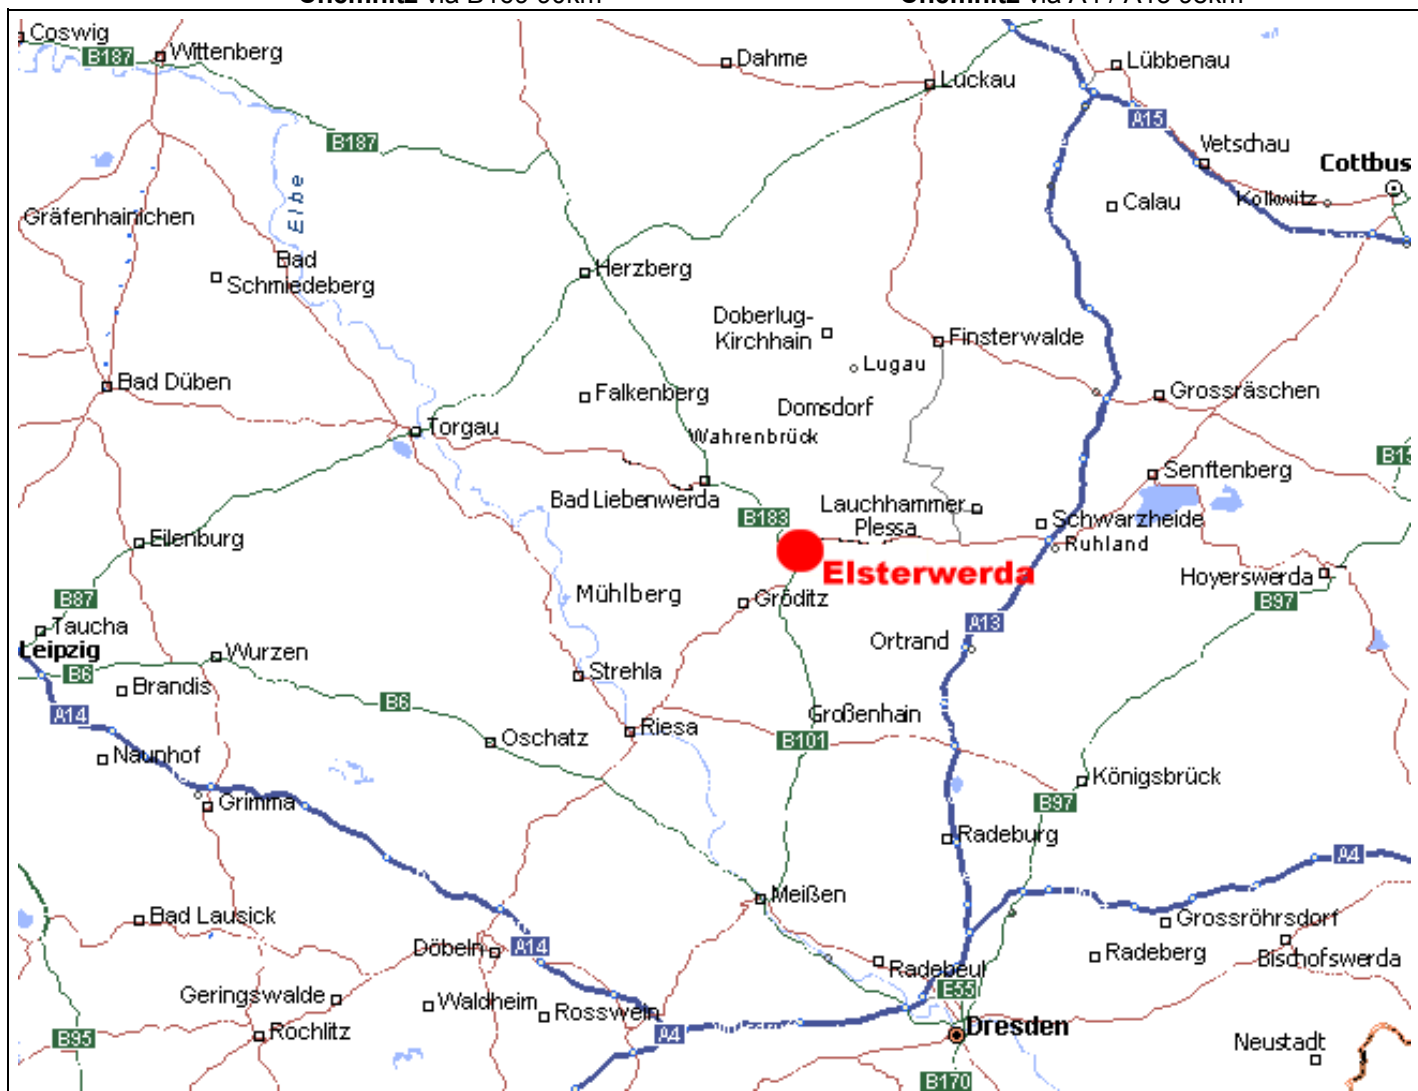 Coswig
Wittenberg
B187
Dahme
Luckau
Lübbenau
B187
A15
Vetschau
Cottbus
Kolkwitz
Calau
Elbe
Gräfenhainichen
Bad
Schmiedeberg
Herzberg
Doberlug-
Kirchhain
Finsterwalde
Lugau
Bad Düben
Falkenberg
Domsdorf
Grossräschen
Torgau
Wahrenbrück
Senftenberg
Bad Liebenwerda
B183
Lauchhammer
Plessa
Schwarzheide
Ruhland
Eilenburg
Elsterwerda
Hoyerswerda
B87
Mühlberg
Gröditz
B97
Taucha
A13
Ortrand
Leipzig
B6
Wurzen
Strehla
Brandis
B6
A14
Großenhain
Riesa
Oschatz
B101
Naunhof
Königsbrück
Grimma
B97
Radeburg
A4
Meißen
Bad Lausick
Grossröhrsdorf
Döbeln
A14
Radeberg
Bischofswerda
Radebeul
E55
Geringswalde
Waldheim
Rosswein
Rochlitz
B95
A4
Dresden
Neustadt
B170